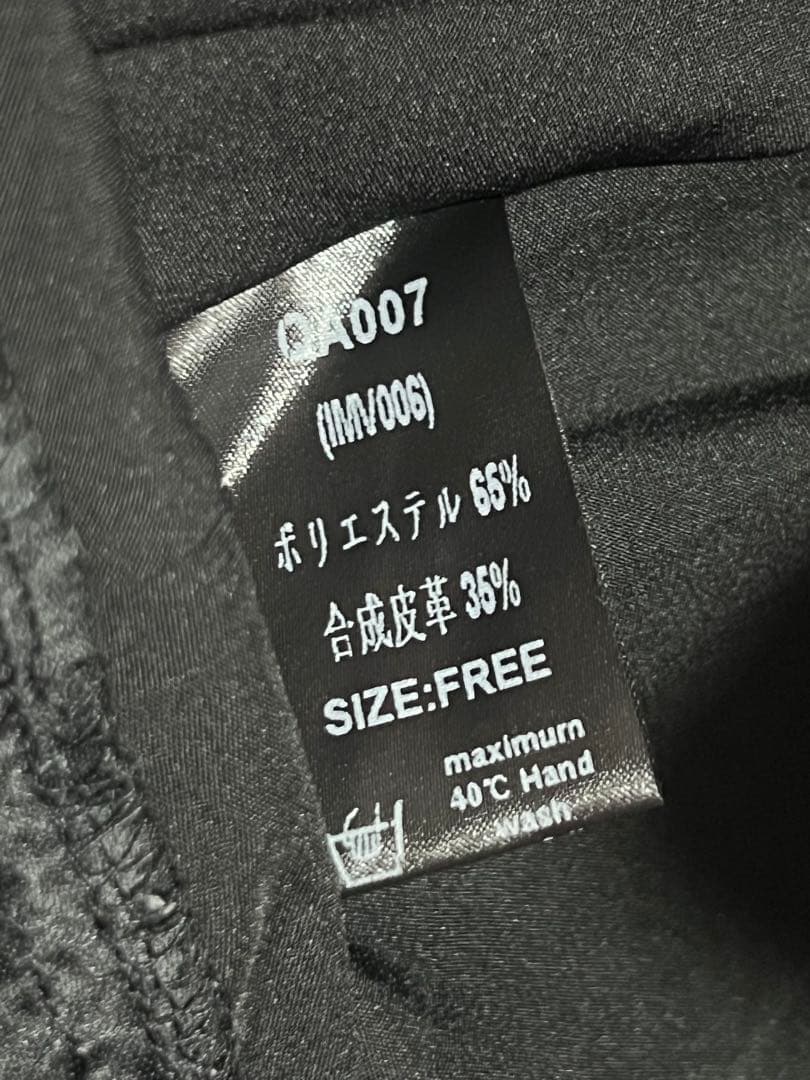 QA007
(IMV006)
ポリエステル 65%
合成皮革 35%
SIZE:FREE
maximurn
40℃ Hand
wash